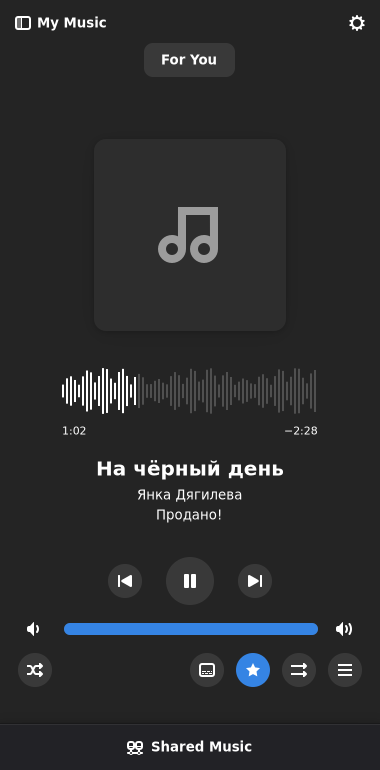 My Music
For You
1:02
−2:28
На чёрный день
Янка Дягилева
Продано!
Shared Music